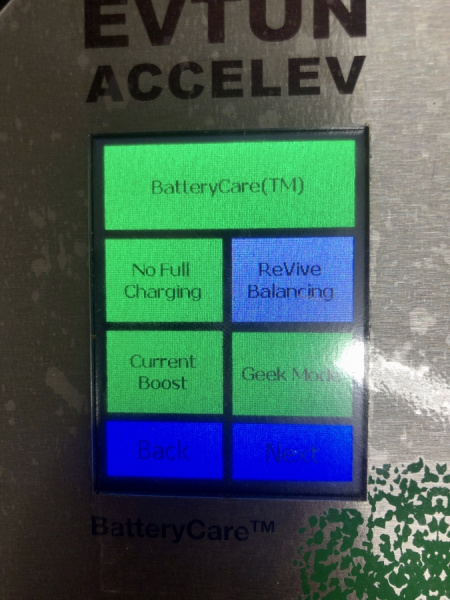 EVTUN
ACCELEV
BatteryCare(TM)
No Full
Charging
ReVive
Balancing
Current
Boost
Geek Mode
Back
Next
BatteryCare™